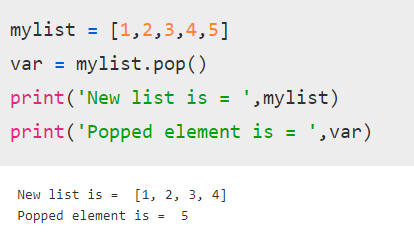 mylist = [1,2,3,4,5]
var = mylist.pop()
print('New list is = ',mylist)
print('Popped element is = ',var)
New list is =  [1, 2, 3, 4]
Popped element is =  5